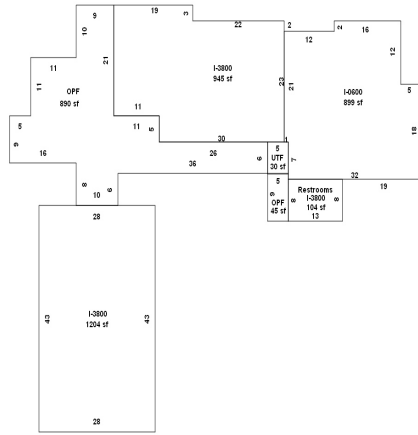 9
19
3
22
2
2
16
12
10
21
11
OPF
890 sf
11
I-3800
945 sf
23
21
I-0600
899 sf
12
5
11
5
11
5
9
16
30
26
36
6
5
UTF
30 sf
7
18
32
19
8
10
6
28
5
9
OPF
45 sf
8
Restrooms
I-3800
104 sf
13
8
43
I-3800
1204 sf
43
28